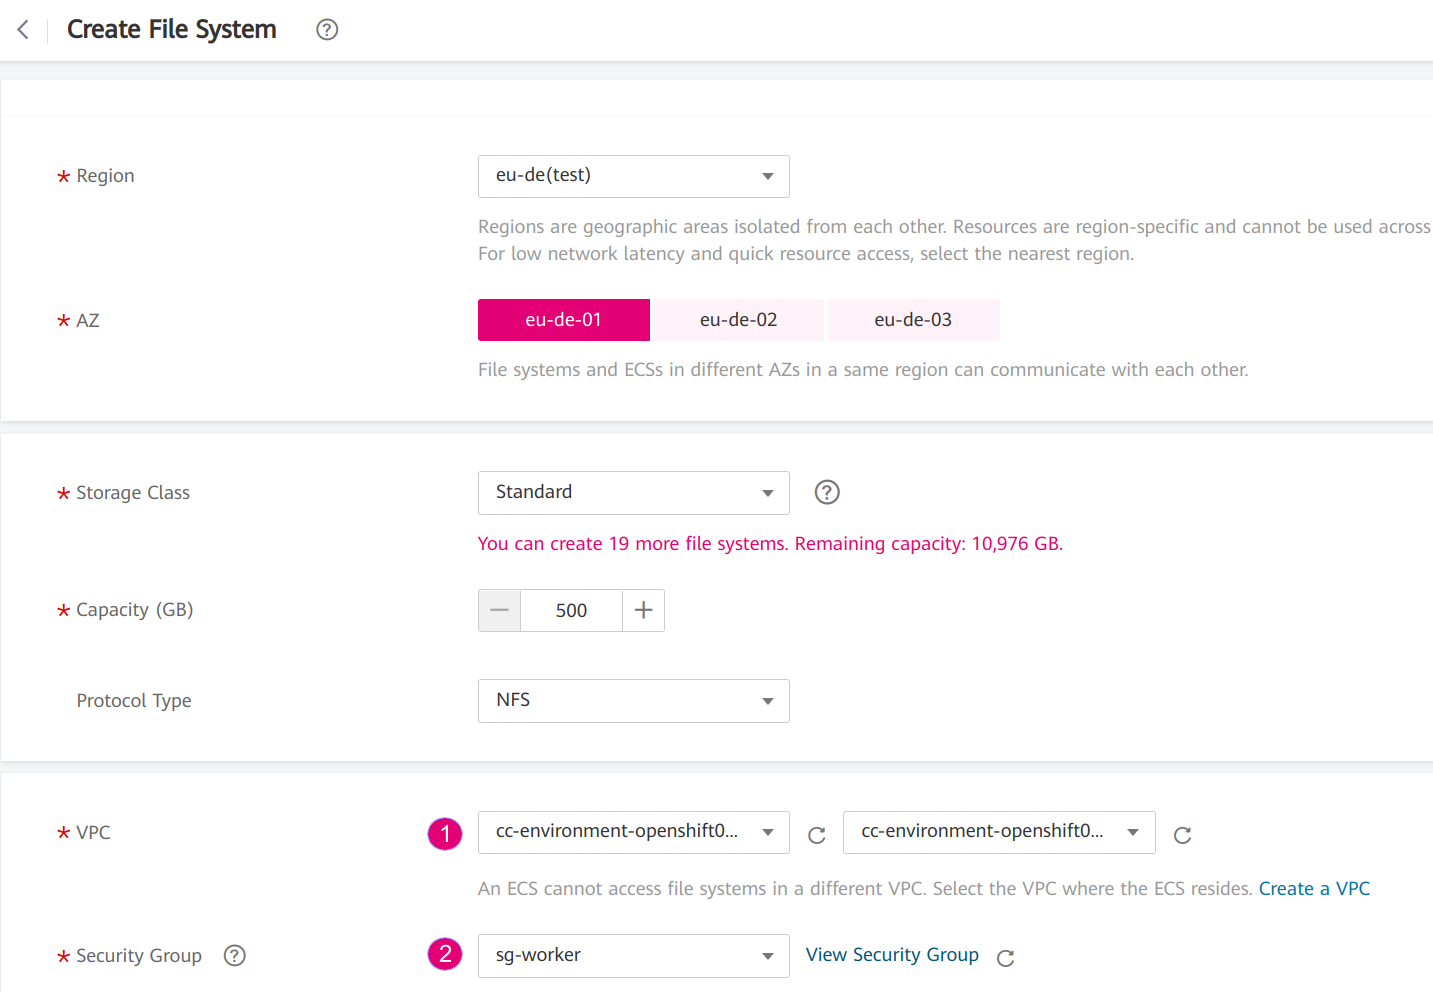 Create File System ?
* Region
eu-de(test)
Regions are geographic areas isolated from each other. Resources are region-specific and cannot be used across
For low network latency and quick resource access, select the nearest region.
* AZ
eu-de-01 eu-de-02 eu-de-03
File systems and ECSs in different AZs in a same region can communicate with each other.
* Storage Class
Standard ?
You can create 19 more file systems. Remaining capacity: 10,976 GB.
* Capacity (GB)
— 500 +
Protocol Type
NFS
* VPC
1 cc-environment-openshift0... cc-environment-openshift0...
An ECS cannot access file systems in a different VPC. Select the VPC where the ECS resides. Create a VPC
* Security Group ?
2 sg-worker View Security Group